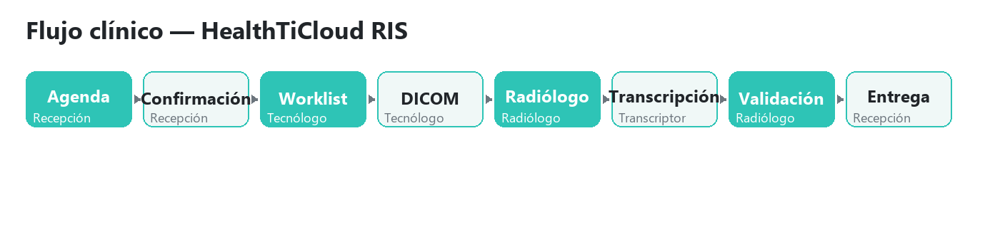 Flujo clínico — HealthTiCloud RIS
Agenda
Recepción
Confirmación
Recepción
Worklist
Tecnólogo
DICOM
Tecnólogo
Radiólogo
Radiólogo
Transcripción
Transcriptor
Validación
Radiólogo
Entrega
Recepción